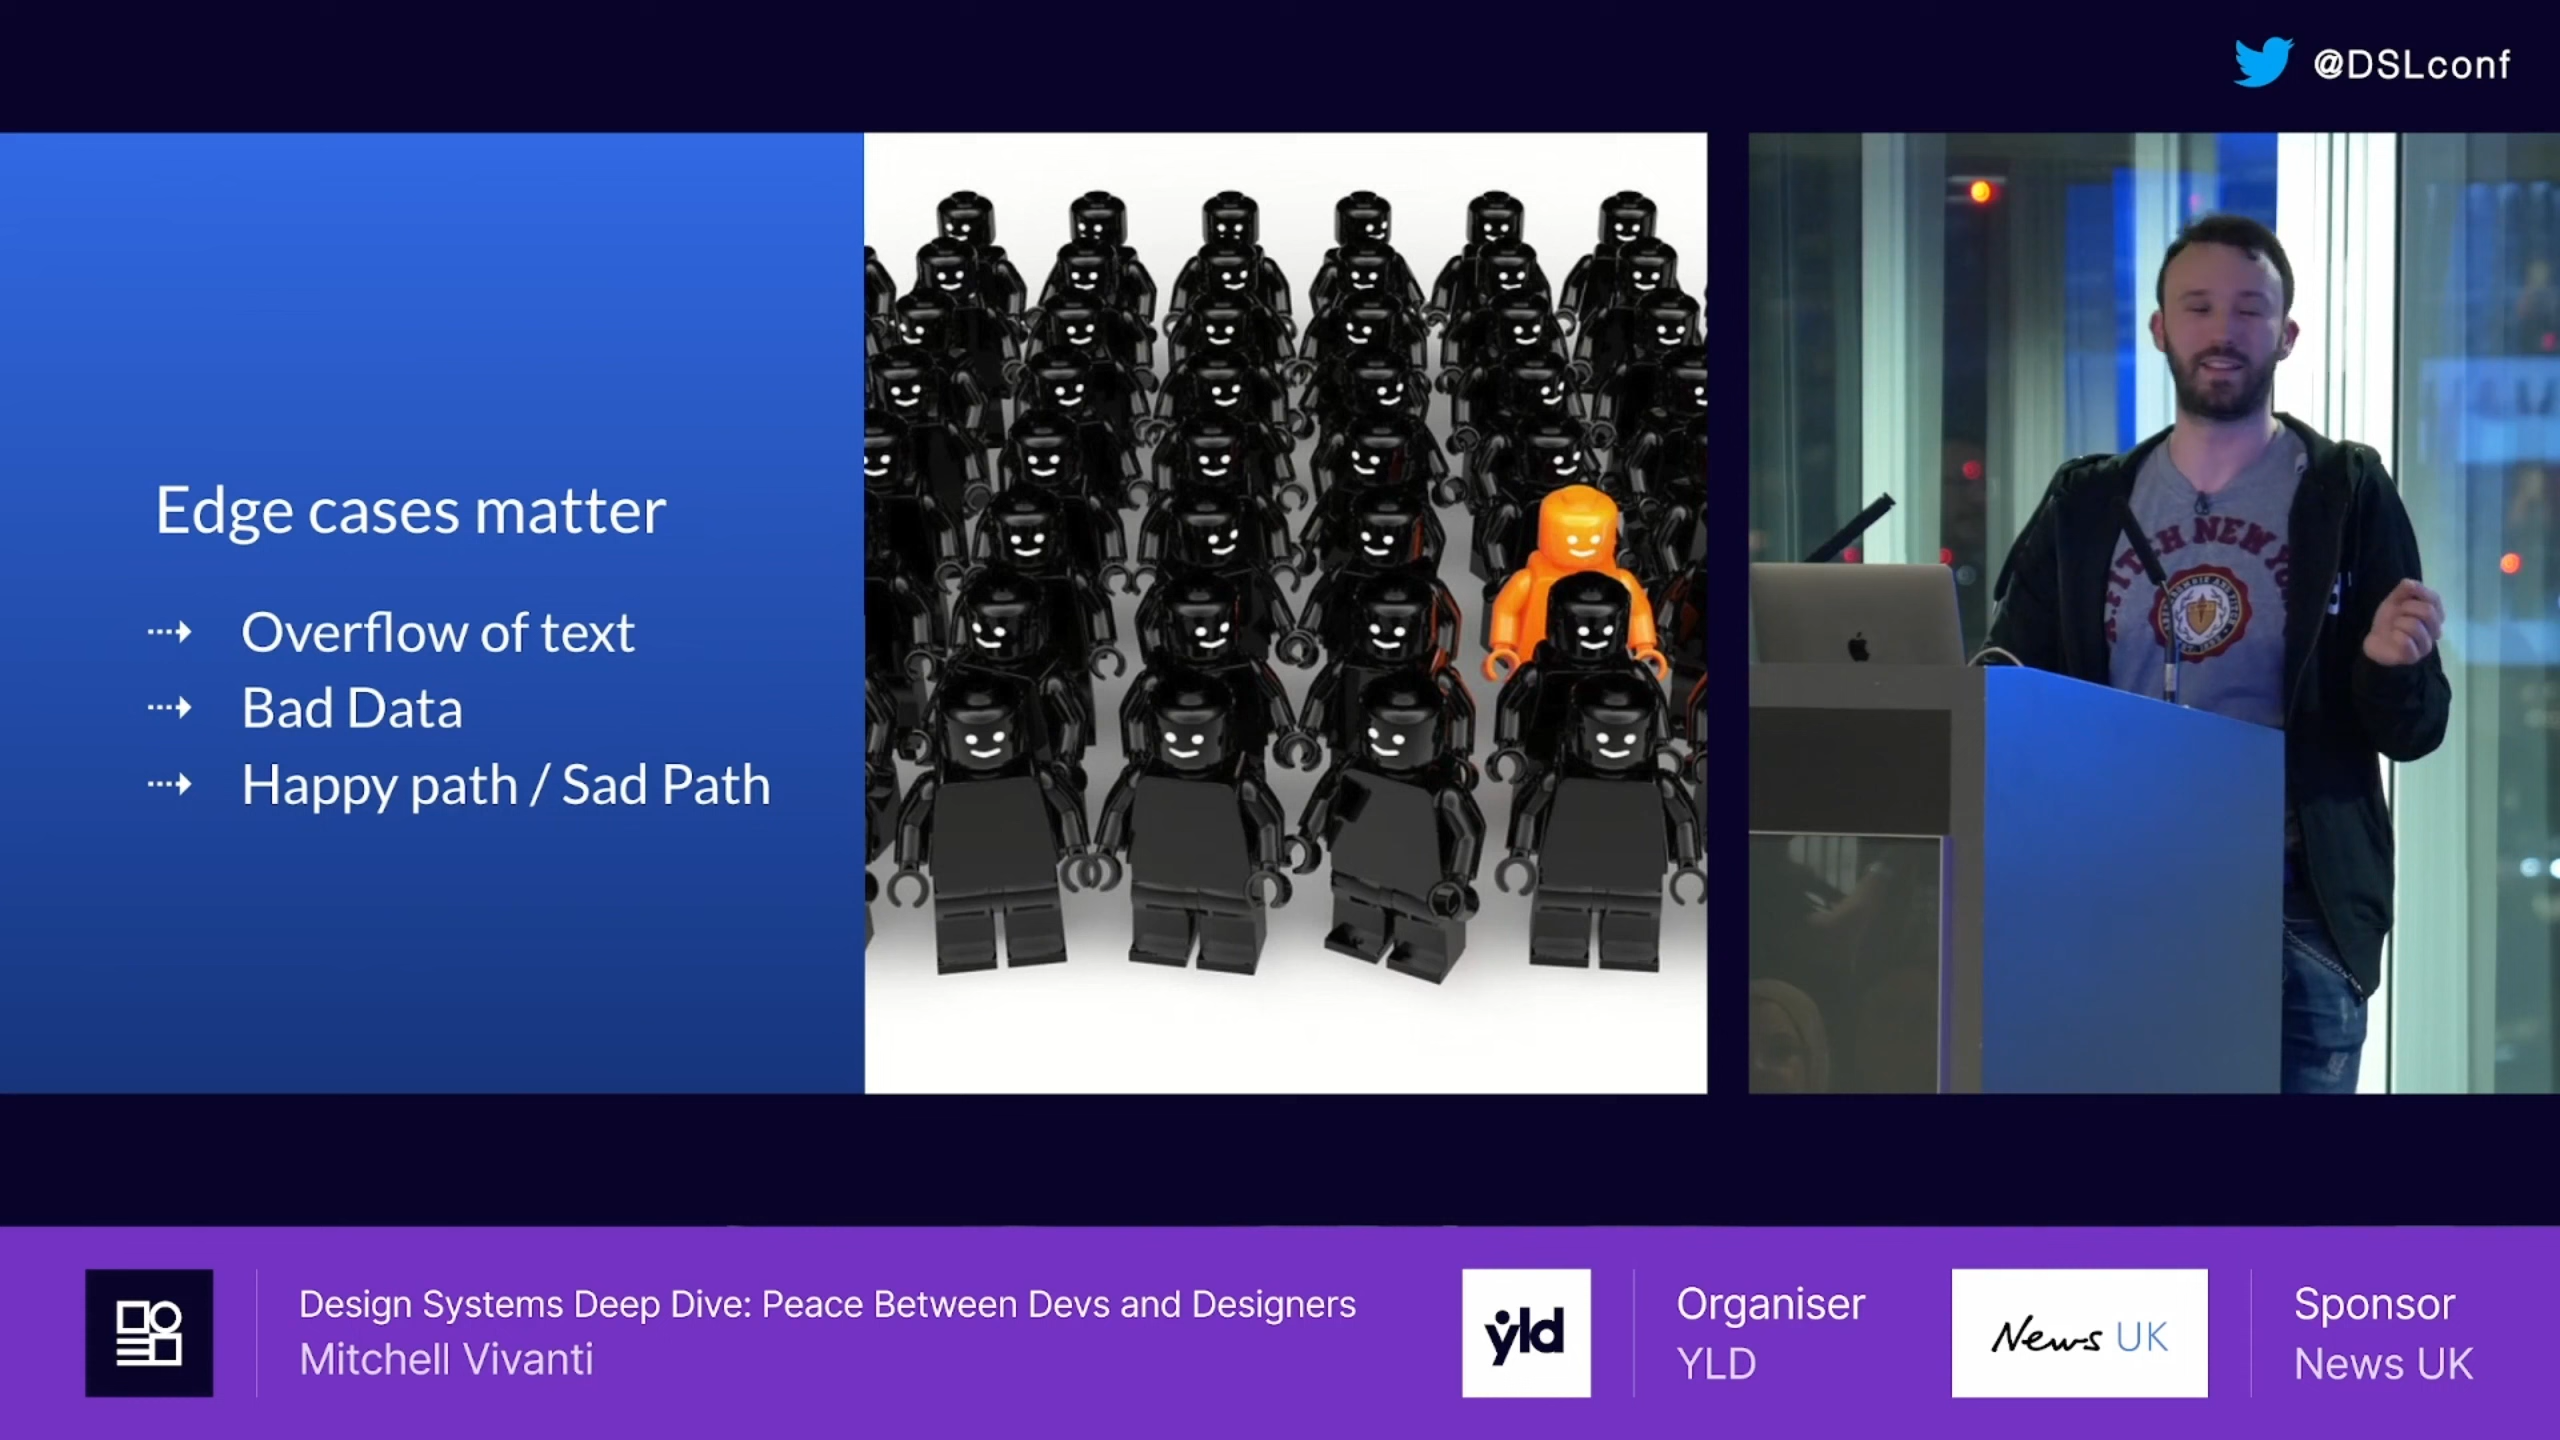 @DSLconf
Edge cases matter
Overflow of text
Bad Data
Happy path / Sad Path
Design Systems Deep Dive: Peace Between Devs and Designers
Mitchell Vivanti
yld
Organiser
YLD
News UK
Sponsor
News UK